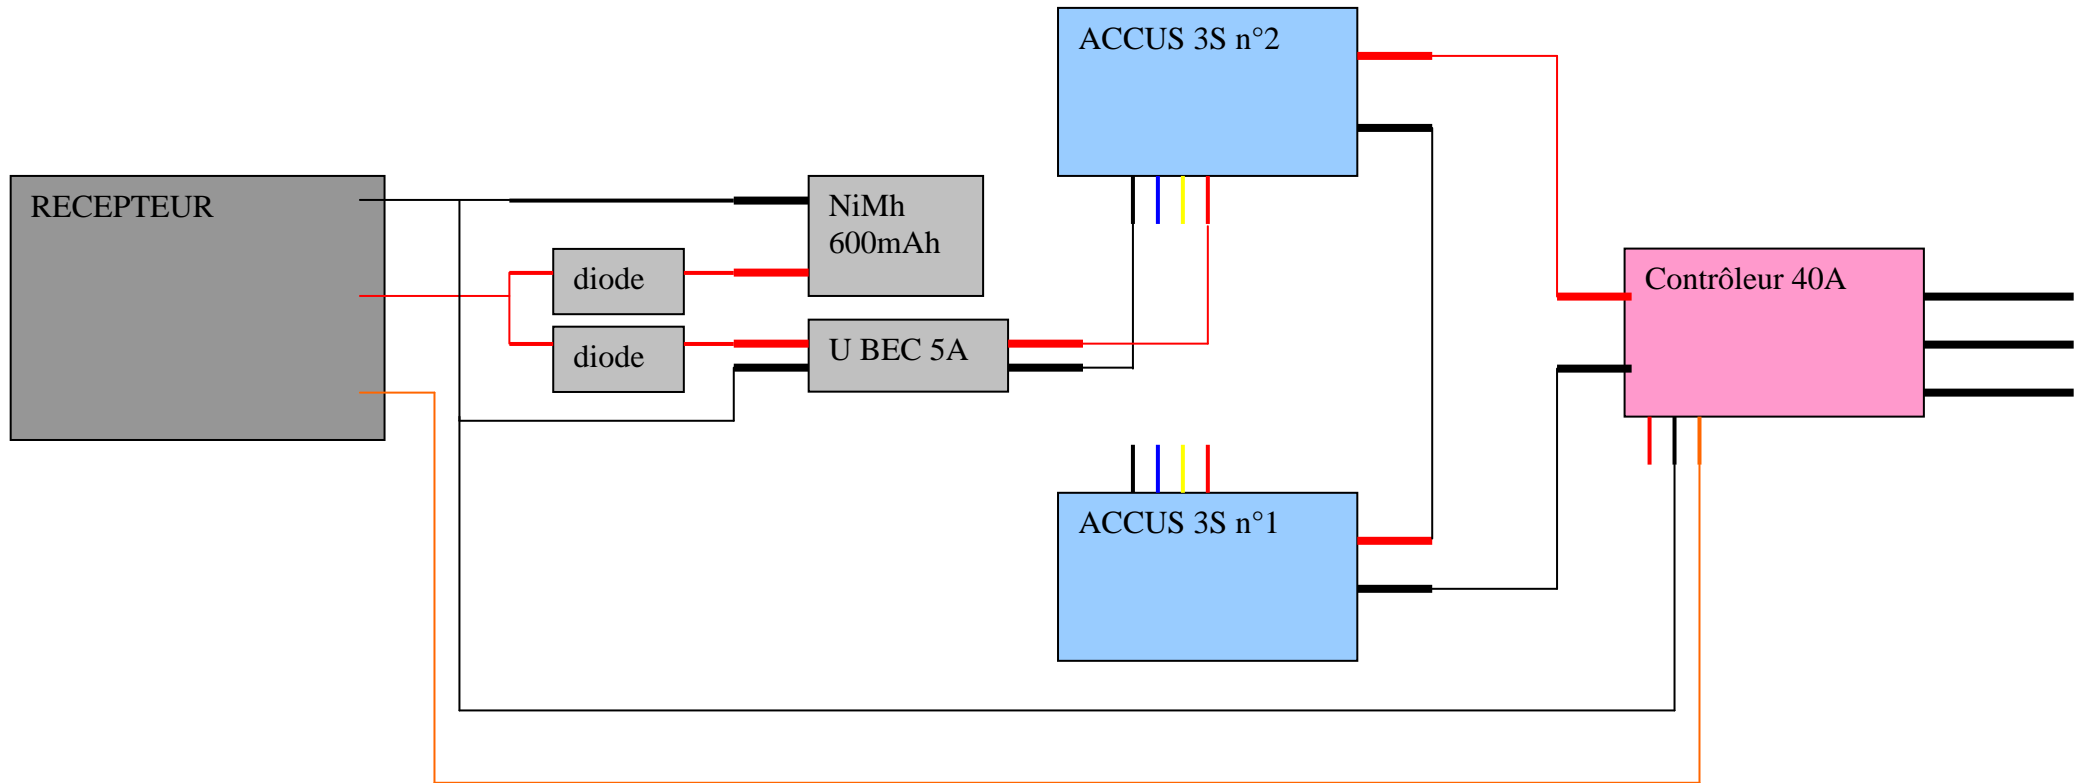 ACCUS 3S n°2
RECEPTEUR
NiMh
600mAh
diode
Contrôleur 40A
diode
U BEC 5A
ACCUS 3S n°1